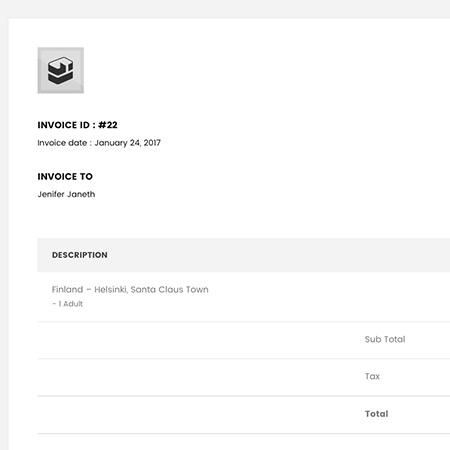 INVOICE ID : #22
Invoice date : January 24, 2017
INVOICE TO
Jenifer Janeth
DESCRIPTION
Finland – Helsinki, Santa Claus Town
- 1 Adult
Sub Total
Tax
Total